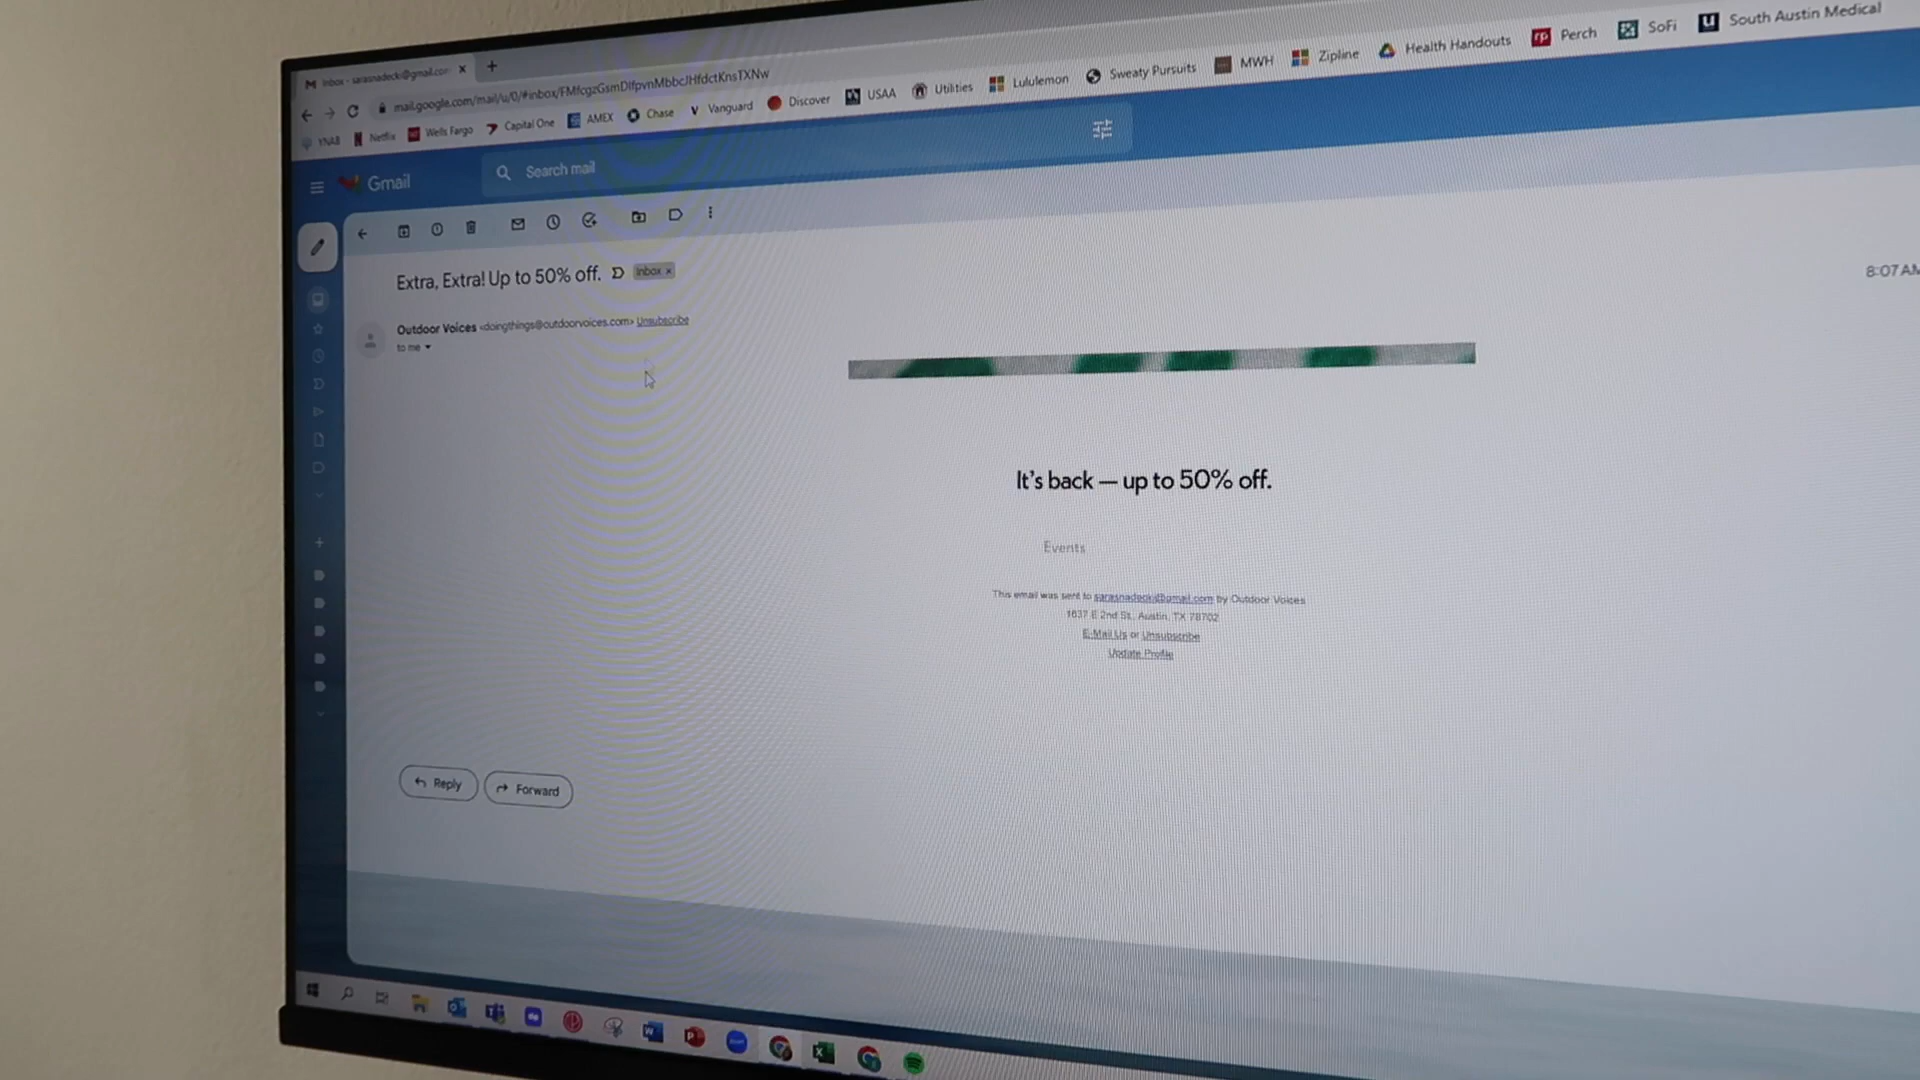 Inbox - sarasnadecki@gmail.com
mail.google.com/mail/u/0/#inbox/FMfcgzGsmDlfpvnMbbcJHfdctKnsTXNw
YNAB Netflix Wells Fargo Capital One AMEX Chase Vanguard Discover USAA Utilities Lululemon Sweaty Pursuits MWH Zipline Health Handouts Perch SoFi South Austin Medical
Gmail
Search mail
Extra, Extra! Up to 50% off. Inbox x
8:07 AM
Outdoor Voices <doingthings@outdoorvoices.com> Unsubscribe
to me
It's back — up to 50% off.
Events
This email was sent to sarasnadecki@gmail.com by Outdoor Voices
1637 E 2nd St., Austin, TX 78702
E-Mail Us or Unsubscribe
Update Profile
Reply Forward